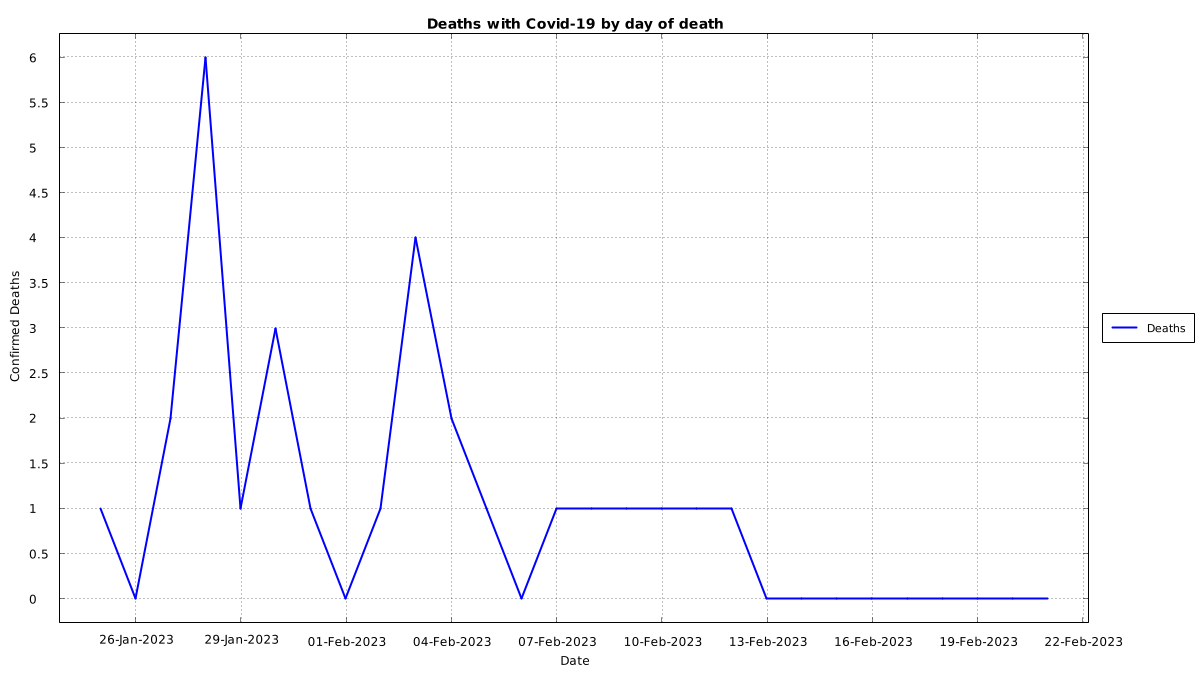 Deaths with Covid-19 by day of death
6
5.5
5
4.5
4
3.5
3
2.5
2
1.5
1
0.5
0
Confirmed Deaths
Deaths
26-Jan-2023 29-Jan-2023 01-Feb-2023 04-Feb-2023 07-Feb-2023 10-Feb-2023 13-Feb-2023 16-Feb-2023 19-Feb-2023 22-Feb-2023
Date